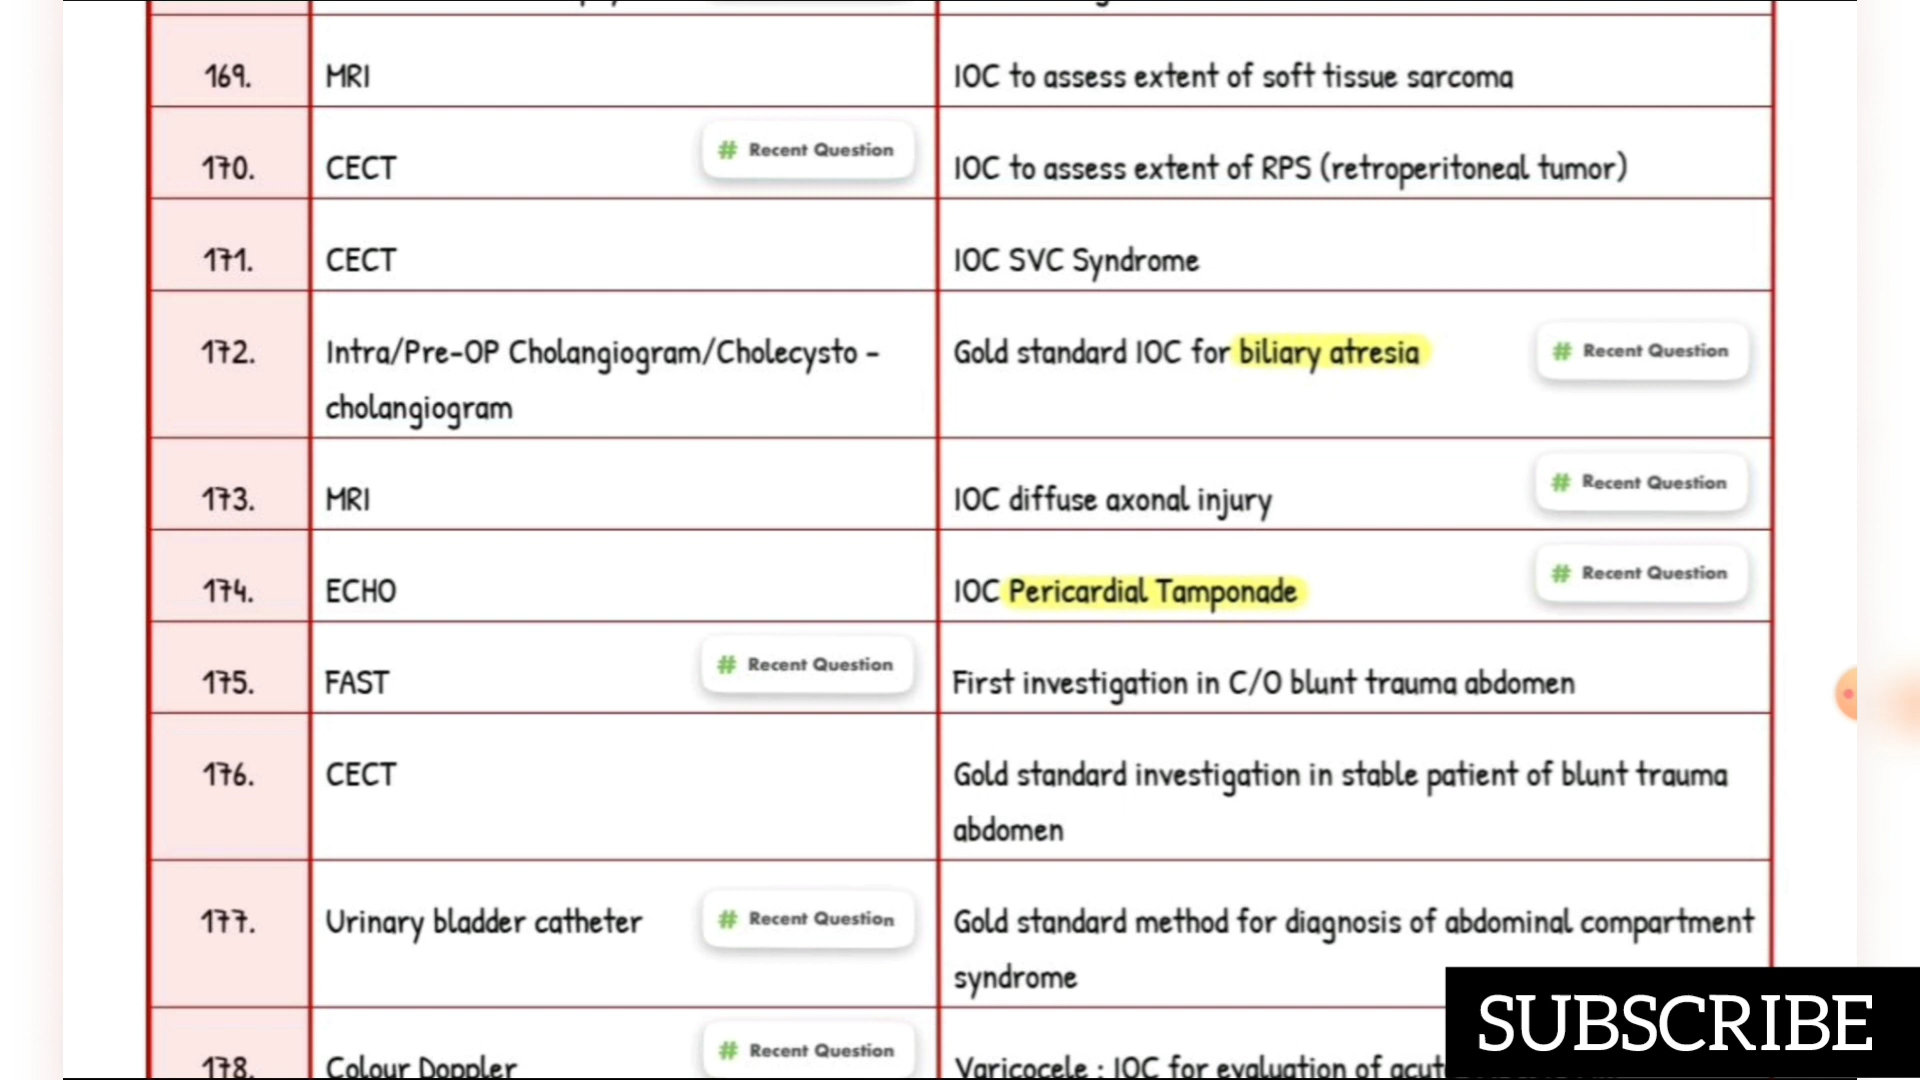 169. MRI IOC to assess extent of soft tissue sarcoma
170. CECT # Recent Question IOC to assess extent of RPS (retroperitoneal tumor)
171. CECT IOC SVC Syndrome
172. Intra/Pre-OP Cholangiogram/Cholecysto - Gold standard IOC for biliary atresia # Recent Question
cholangiogram
173. MRI IOC diffuse axonal injury # Recent Question
174. ECHO IOC Pericardial Tamponade # Recent Question
175. FAST # Recent Question First investigation in C/O blunt trauma abdomen
176. CECT Gold standard investigation in stable patient of blunt trauma
abdomen
177. Urinary bladder catheter # Recent Question Gold standard method for diagnosis of abdominal compartment
syndrome
178. Colour Doppler # Recent Question Varicocele : IOC for evaluation of
SUBSCRIBE